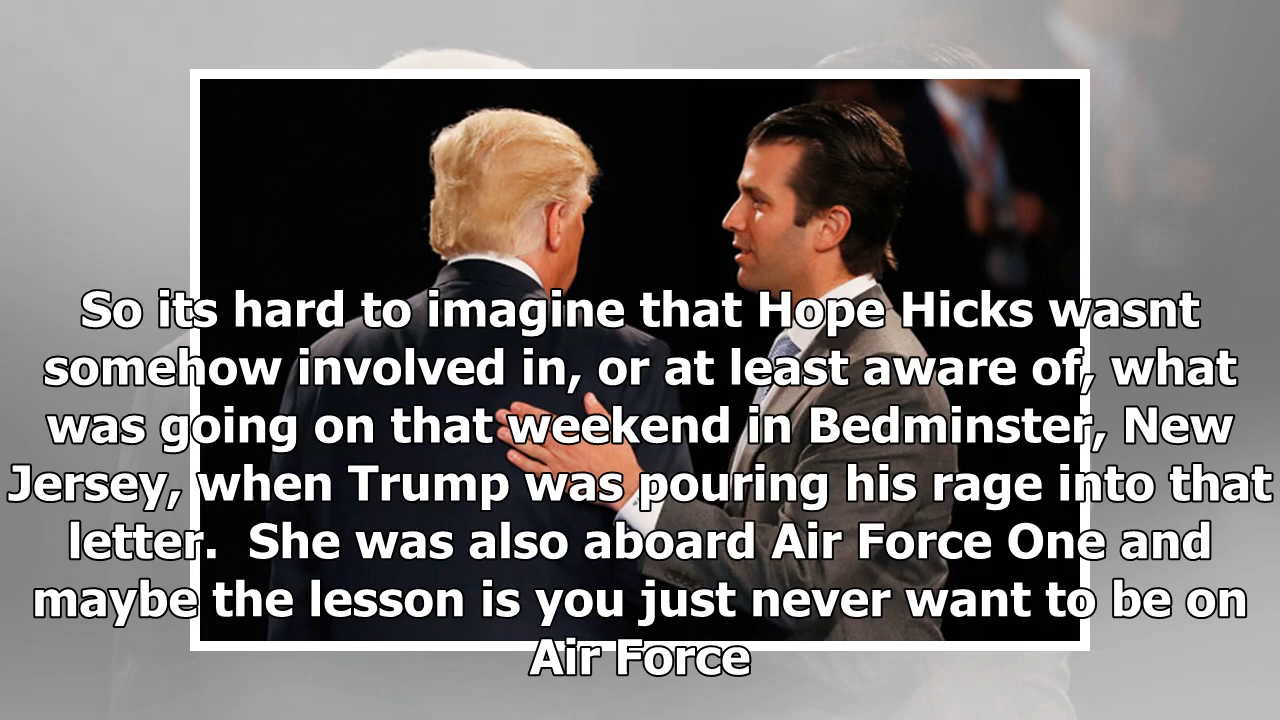 So its hard to imagine that Hope Hicks wasnt
somehow involved in, or at least aware of, what
was going on that weekend in Bedminster, New
Jersey, when Trump was pouring his rage into that
letter.  She was also aboard Air Force One and
maybe the lesson is you just never want to be on
Air Force